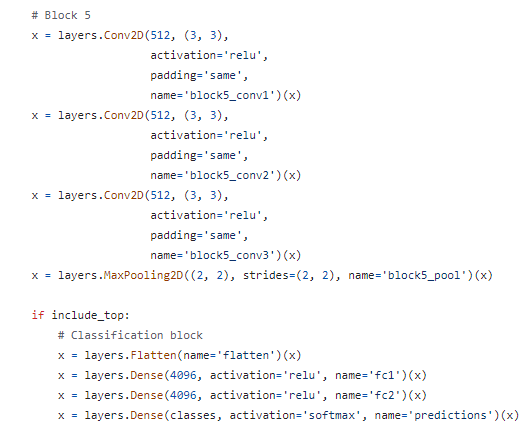 # Block 5
x = layers.Conv2D(512, (3, 3),
activation='relu',
padding='same',
name='block5_conv1')(x)
x = layers.Conv2D(512, (3, 3),
activation='relu',
padding='same',
name='block5_conv2')(x)
x = layers.Conv2D(512, (3, 3),
activation='relu',
padding='same',
name='block5_conv3')(x)
x = layers.MaxPooling2D((2, 2), strides=(2, 2), name='block5_pool')(x)
if include_top:
# Classification block
x = layers.Flatten(name='flatten')(x)
x = layers.Dense(4096, activation='relu', name='fc1')(x)
x = layers.Dense(4096, activation='relu', name='fc2')(x)
x = layers.Dense(classes, activation='softmax', name='predictions')(x)